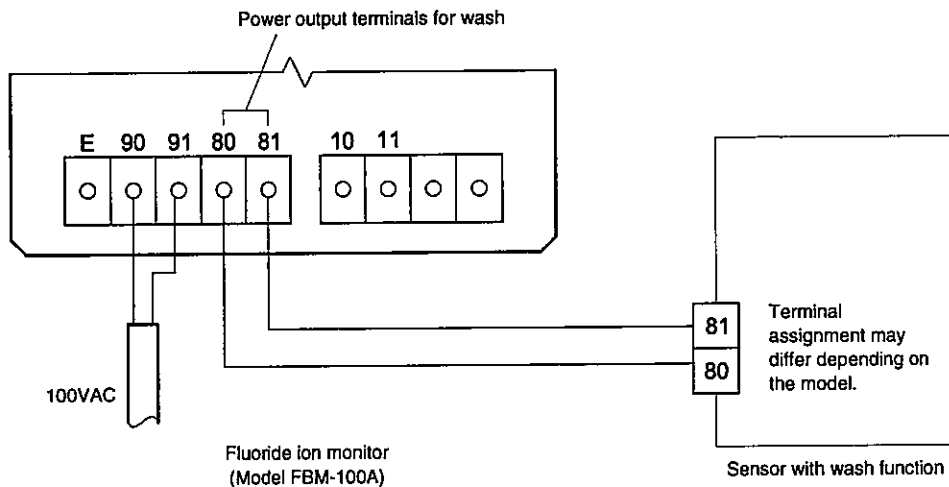 Power output terminals for wash
E 90 91 80 81 10 11
81
80
Terminal
assignment may
differ depending on
the model.
100VAC
Fluoride ion monitor
(Model FBM-100A)
Sensor with wash function